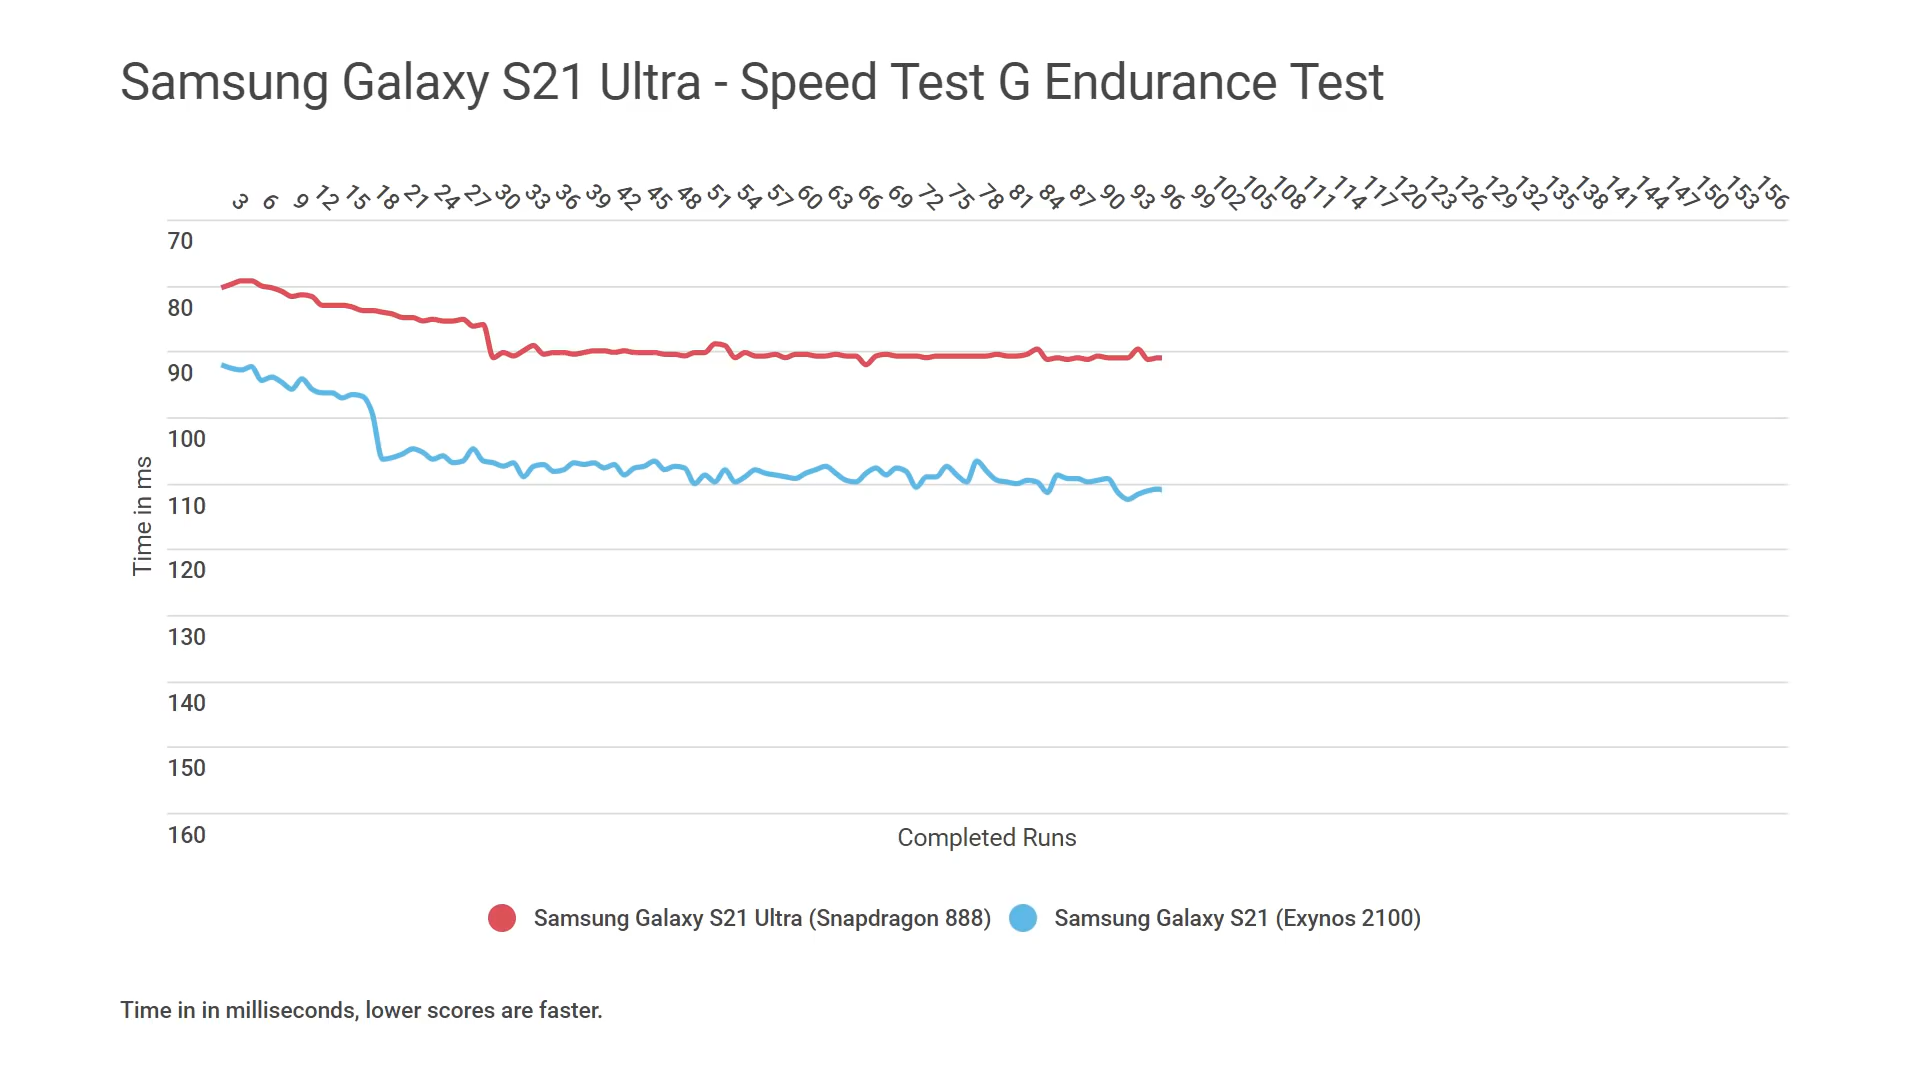 Samsung Galaxy S21 Ultra - Speed Test G Endurance Test
3 6 9 12 15 18 21 24 27 30 33 36 39 42 45 48 51 54 57 60 63 66 69 72 75 78 81 84 87 90 93 96 99 102 105 108 111 114 117 120 123 126 129 132 135 138 141 144 147 150 153 156
70
80
90
100
110
120
130
140
150
160
Time in ms
Completed Runs
Samsung Galaxy S21 Ultra (Snapdragon 888) Samsung Galaxy S21 (Exynos 2100)
Time in in milliseconds, lower scores are faster.